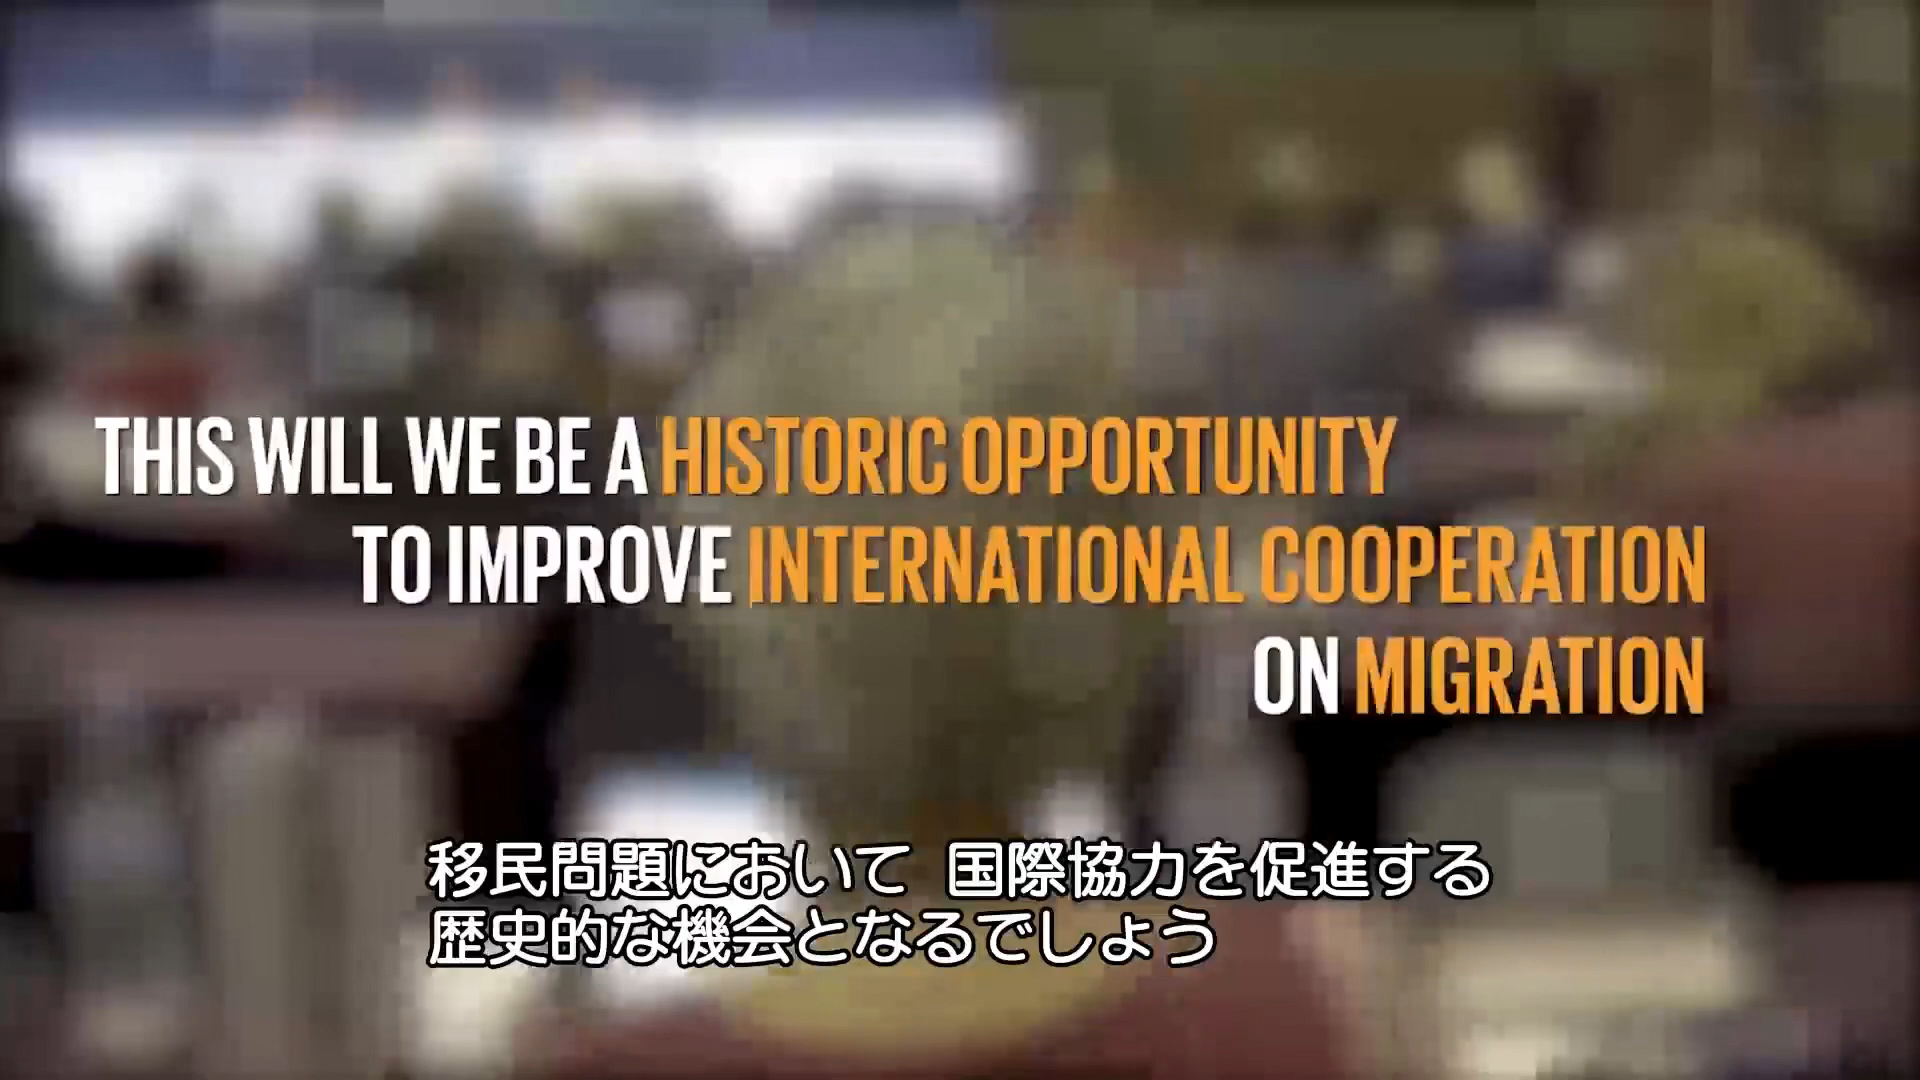 THIS WILL WE BE A HISTORIC OPPORTUNITY
TO IMPROVE INTERNATIONAL COOPERATION
ON MIGRATION
移民問題において 国際協力を促進する
歴史的な機会となるでしょう